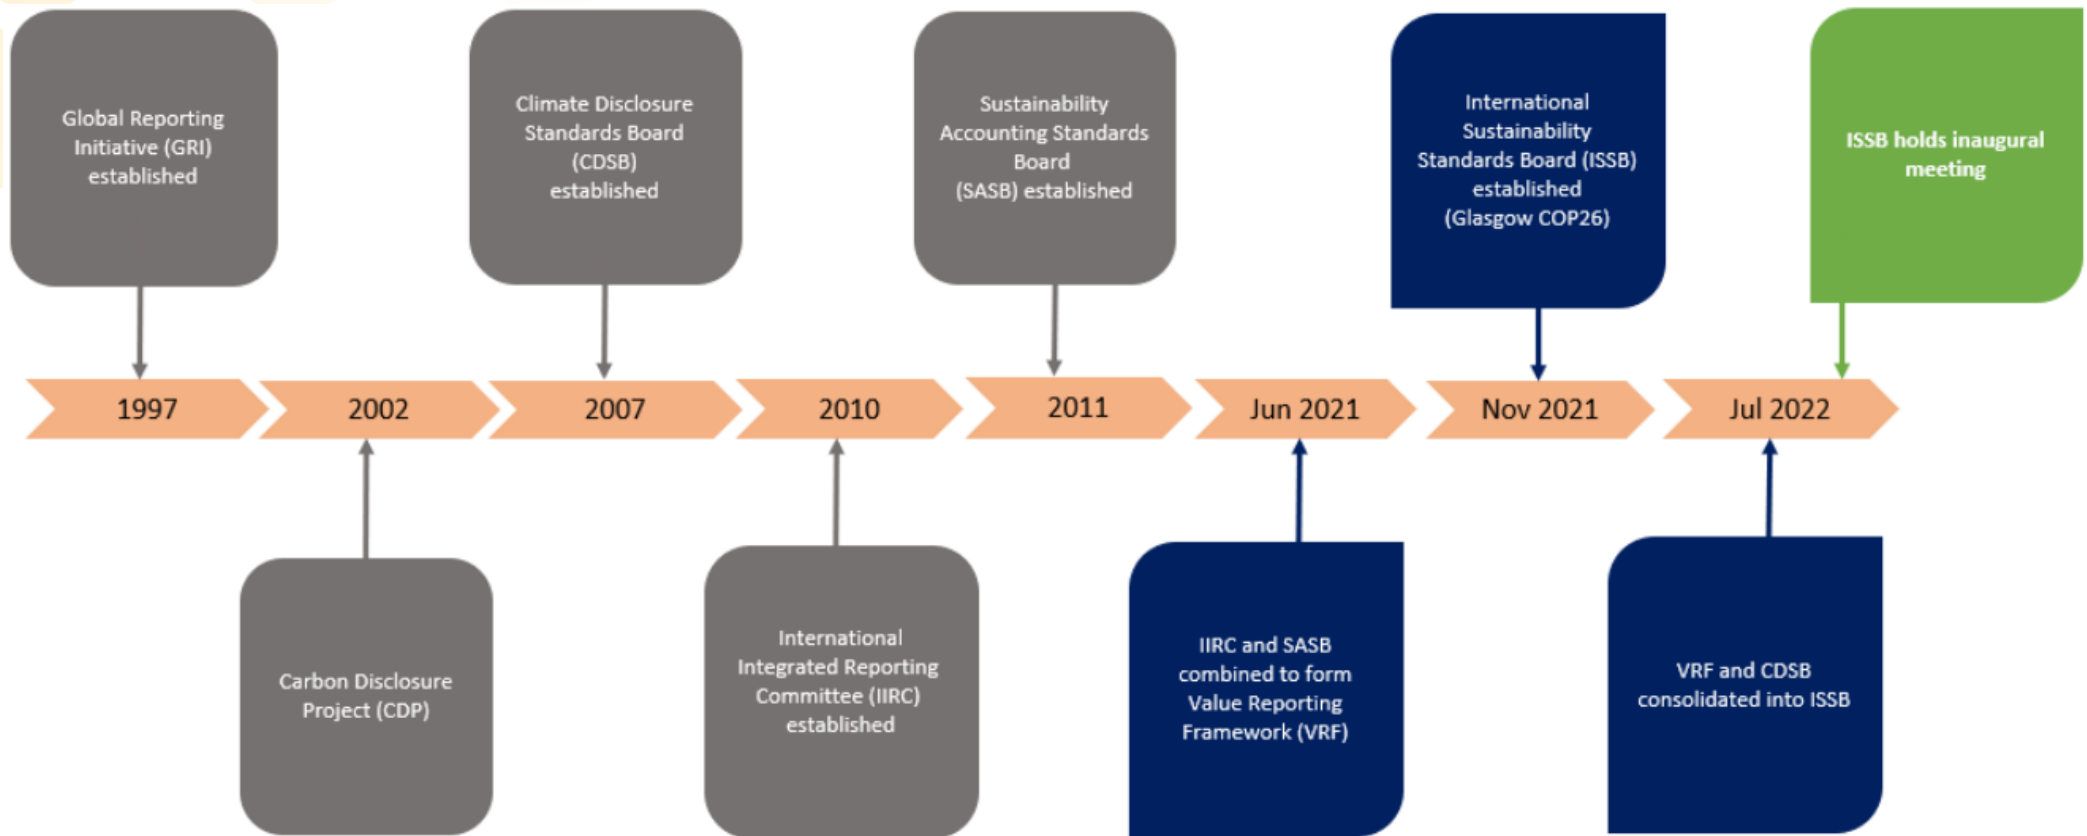 Global Reporting
Initiative (GRI)
established
Climate Disclosure
Standards Board
(CDSB)
established
Sustainability
Accounting Standards
Board
(SASB) established
International
Sustainability
Standards Board (ISSB)
established
(Glasgow COP26)
ISSB holds inaugural
meeting
1997
2002
2007
2010
2011
Jun 2021
Nov 2021
Jul 2022
Carbon Disclosure
Project (CDP)
International
Integrated Reporting
Committee (IIRC)
established
IIRC and SASB
combined to form
Value Reporting
Framework (VRF)
VRF and CDSB
consolidated into ISSB